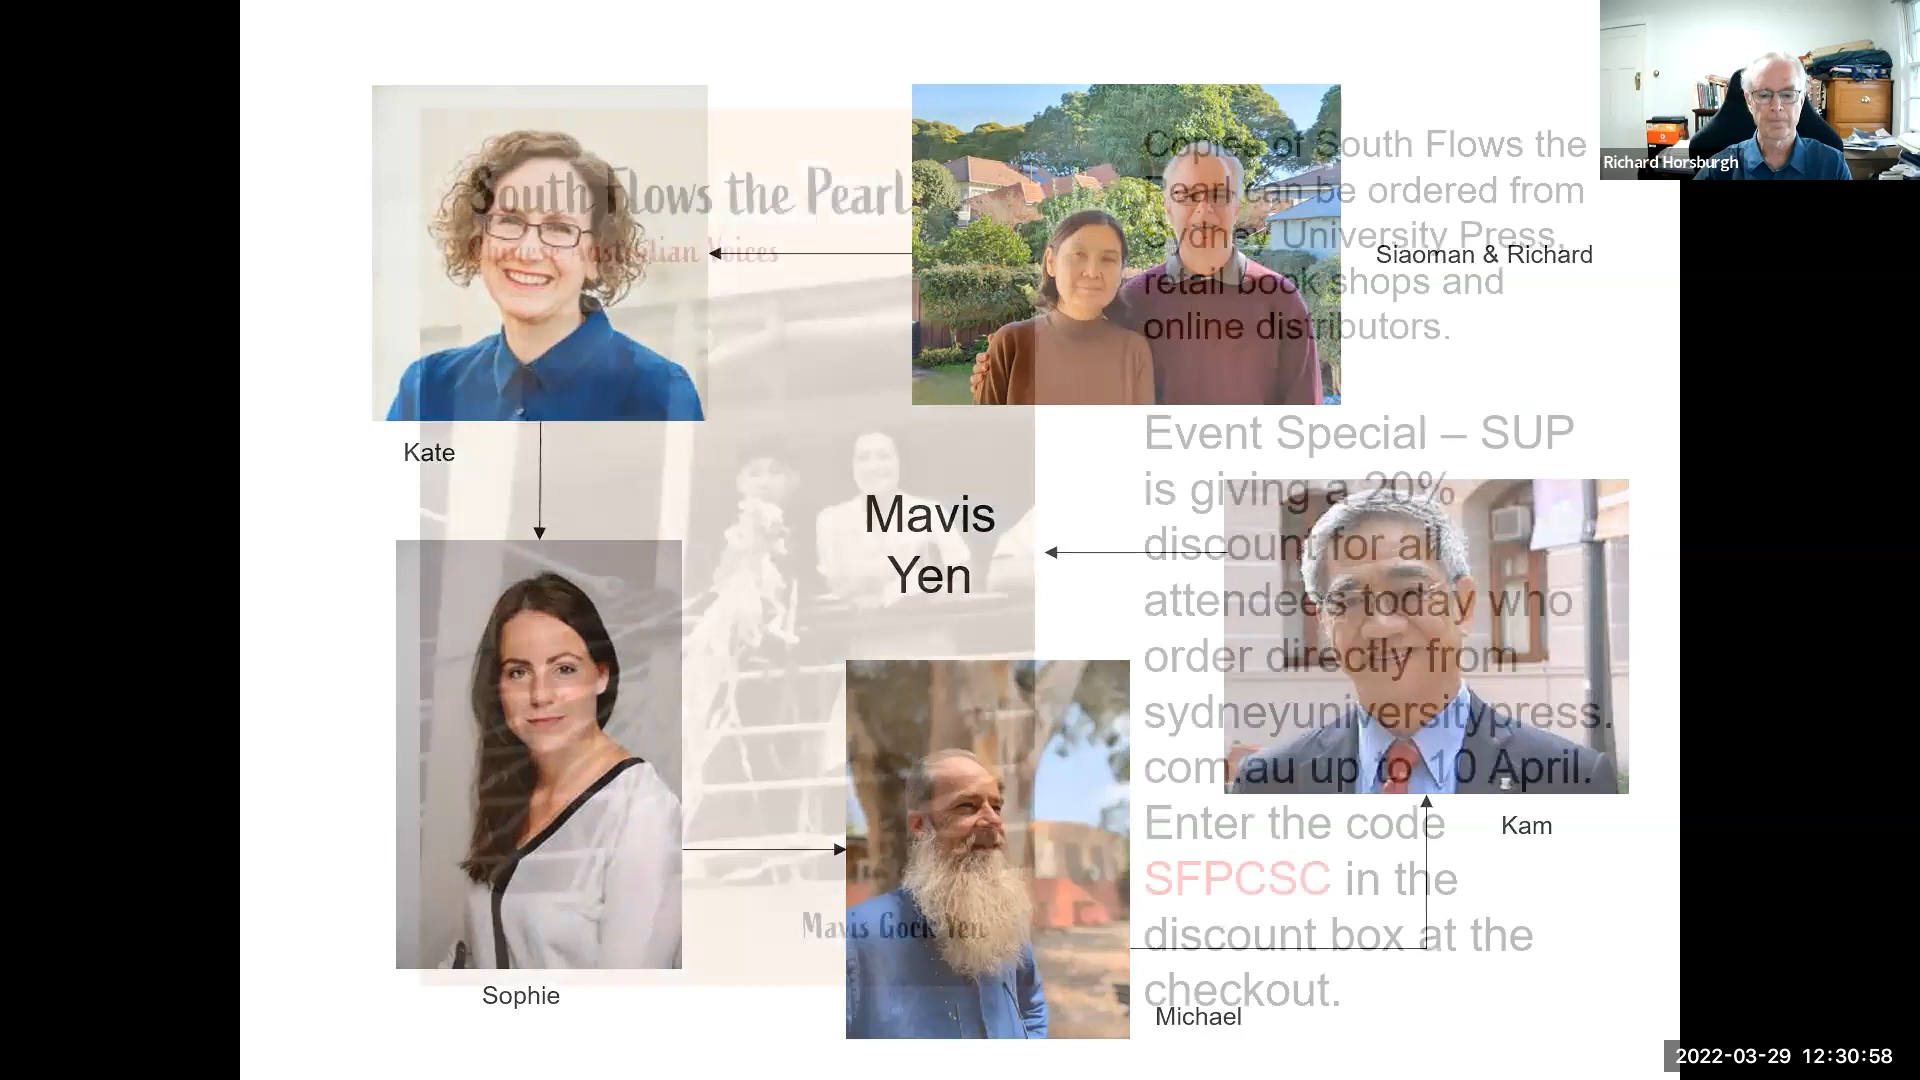 South Flows the Pearl
Chinese Australian Voices
Copies of South Flows the
Pearl can be ordered from
Sydney University Press,
retail book shops and
online distributors.
Richard Horsburgh
Siaoman & Richard
Kate
Event Special – SUP
is giving a 20%
discount for all
attendees today who
order directly from
sydneyuniversitypress.
com.au up to 10 April.
Enter the code
SFPCSC in the
discount box at the
checkout.
Mavis
Yen
Kam
Mavis Gock Yen
Sophie
Michael
2022-03-29 12:30:58